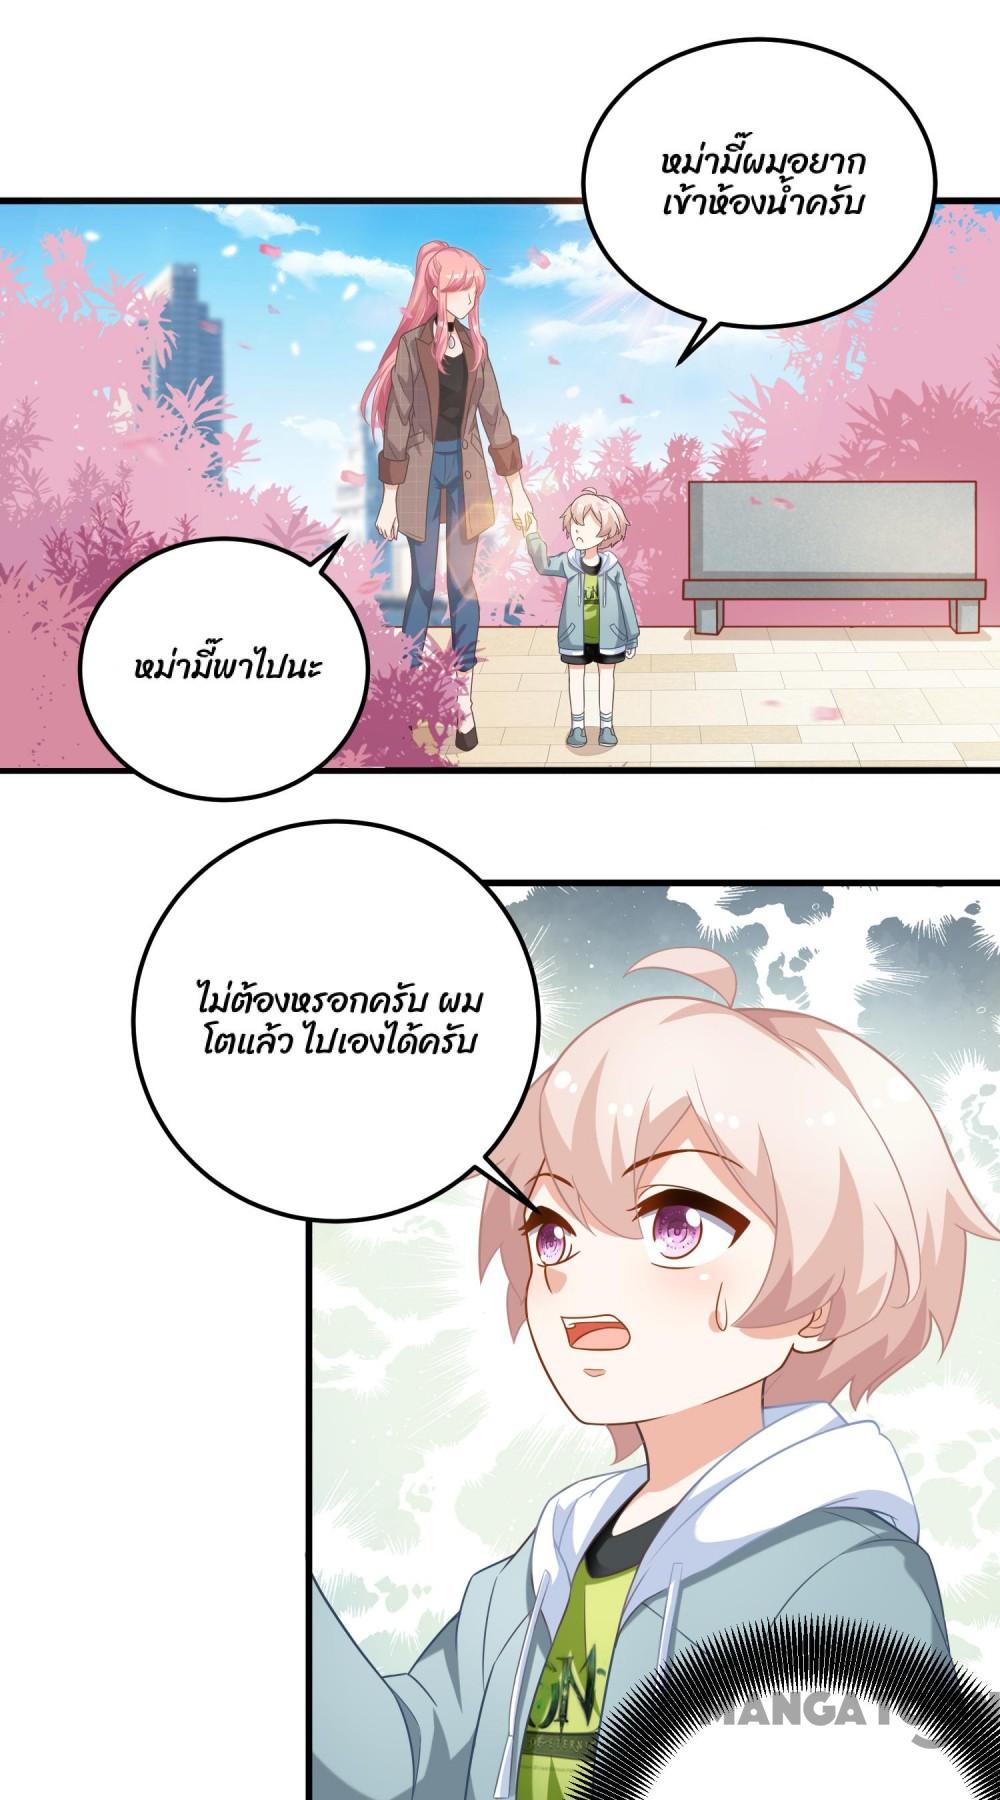 หม่ามี๊ผมอยาก
เข้าห้องน้ำครับ
หม่ามี๊พาไปนะ
ไม่ต้องหรอกครับ ผม
โตแล้ว ไปเองได้ครับ
MANGAT